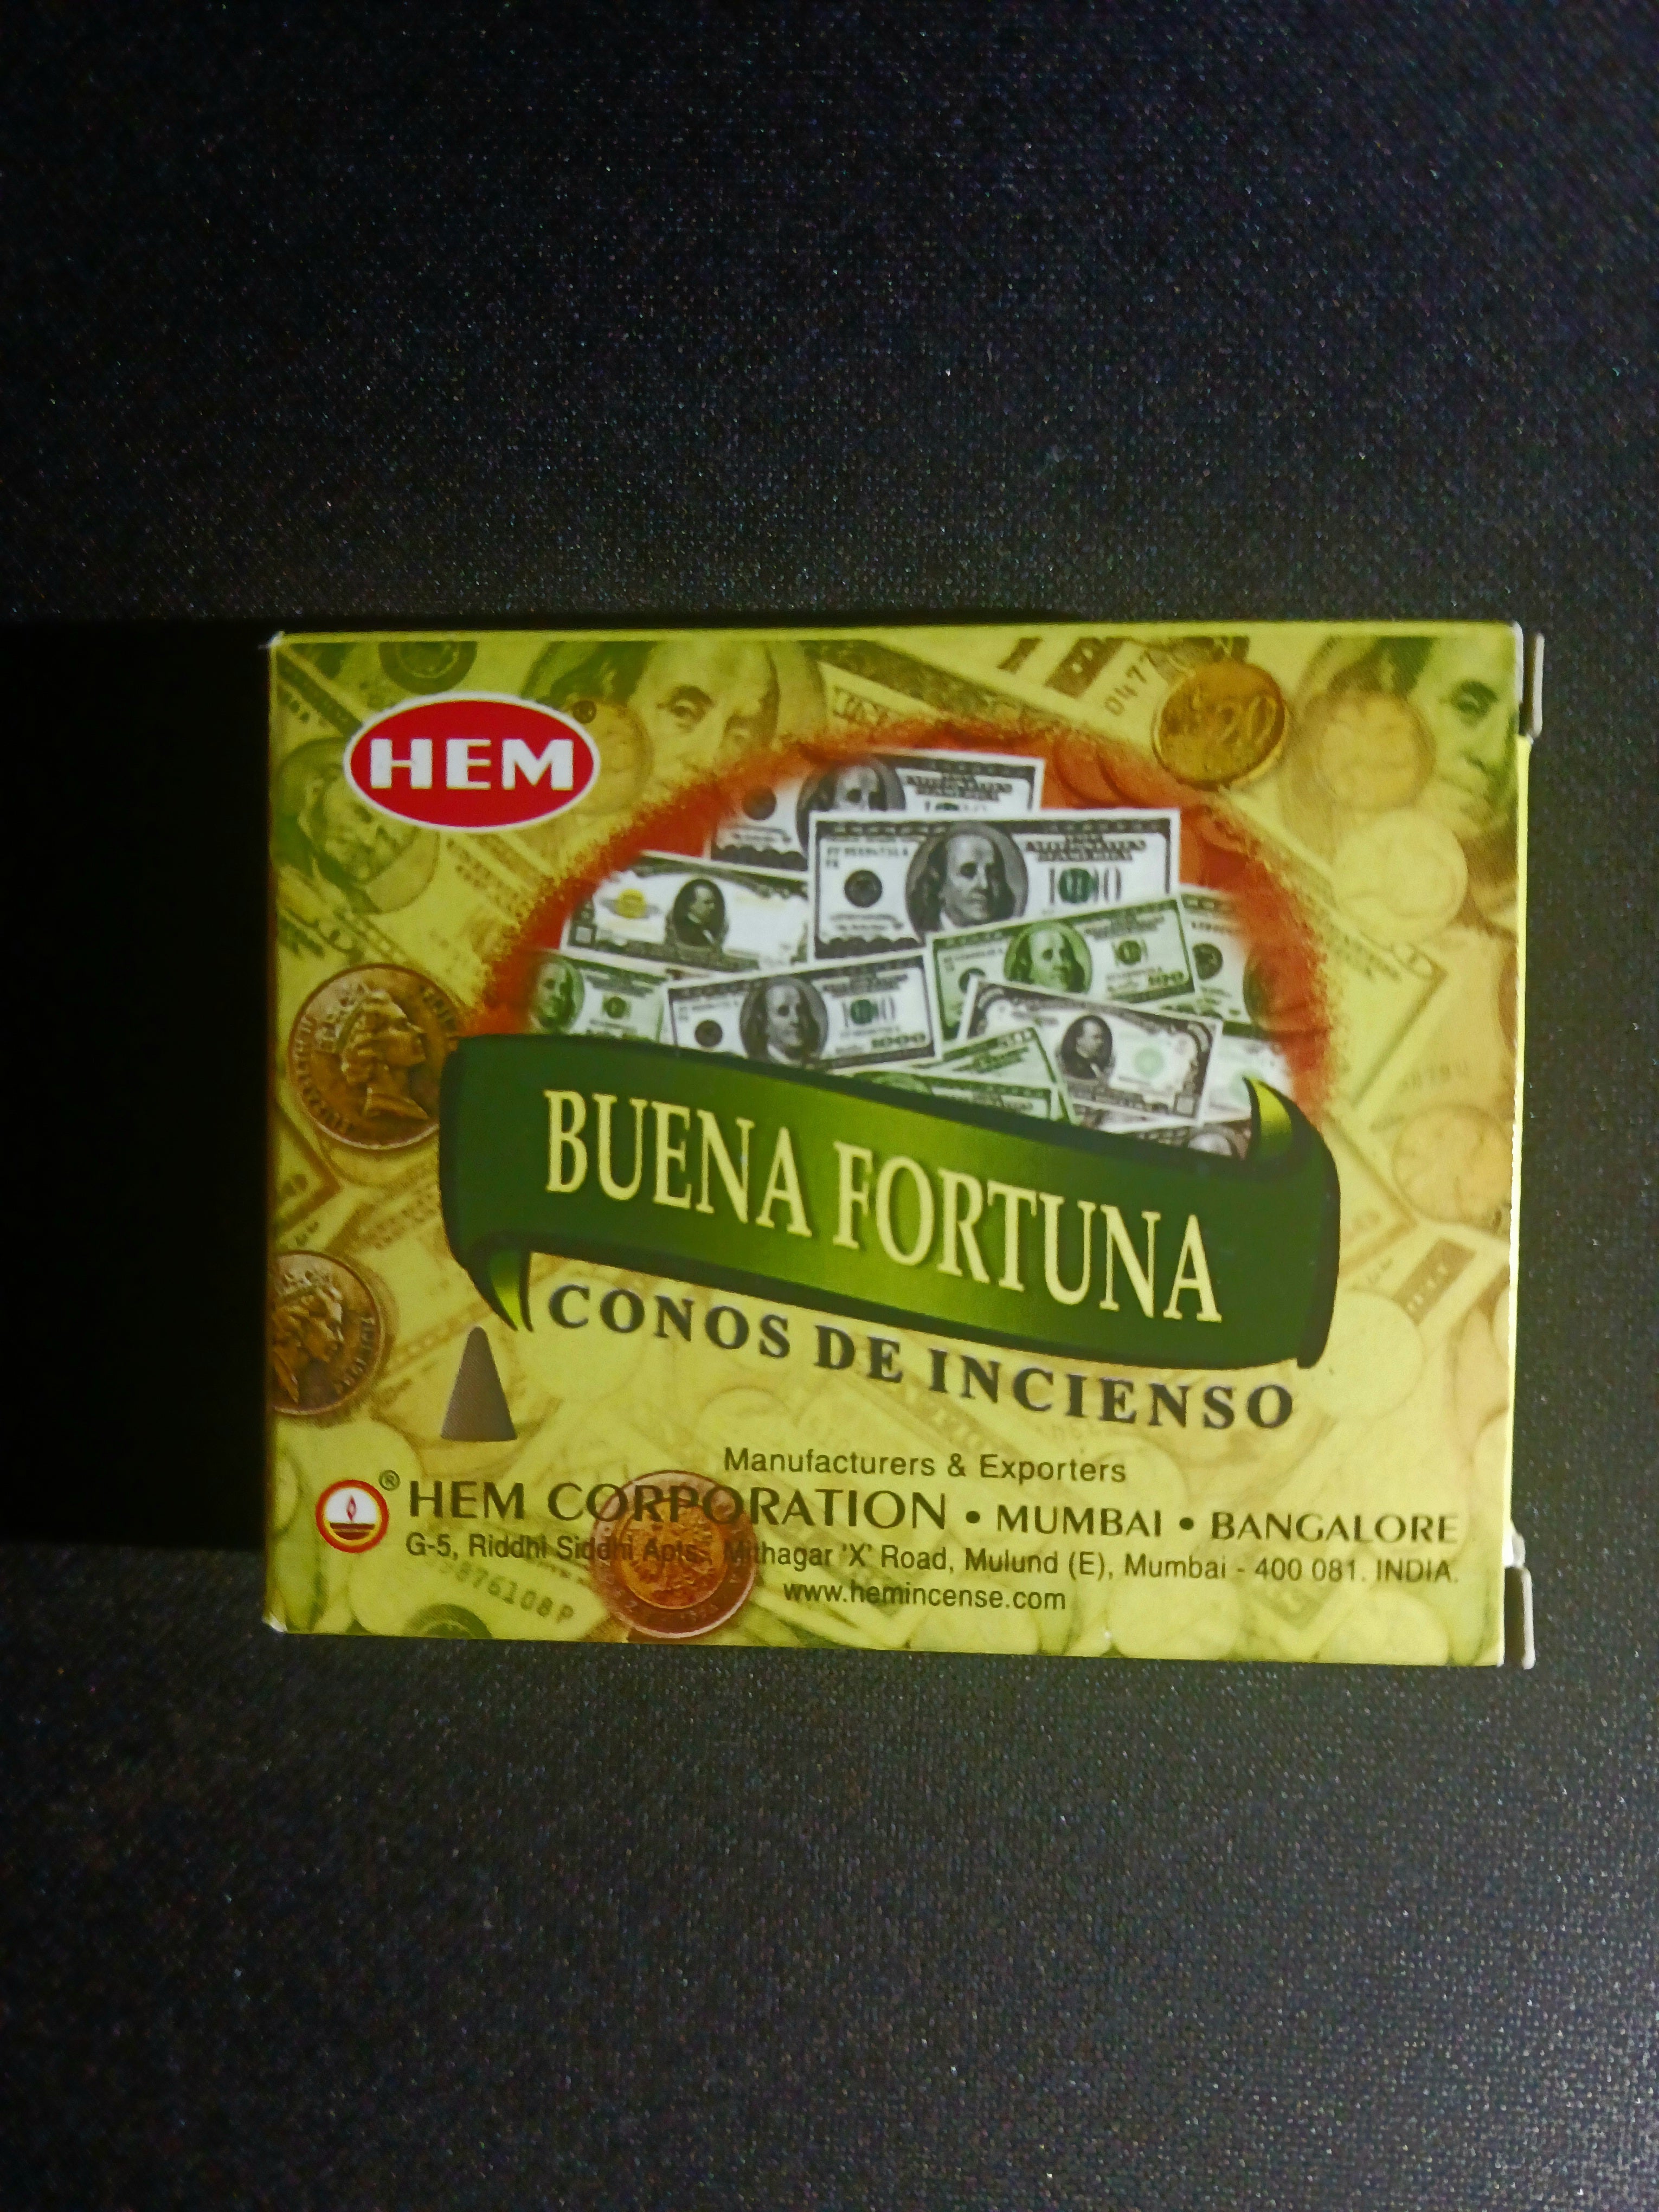 HEM
BUENA FORTUNA
CONOS DE INCIENSO
Manufacturers & Exporters
® HEM CORPORATION • MUMBAI • BANGALORE
G-5, Riddhi Siddhi Apts., Mithagar 'X' Road, Mulund (E), Mumbai - 400 081. INDIA.
www.hemincense.com